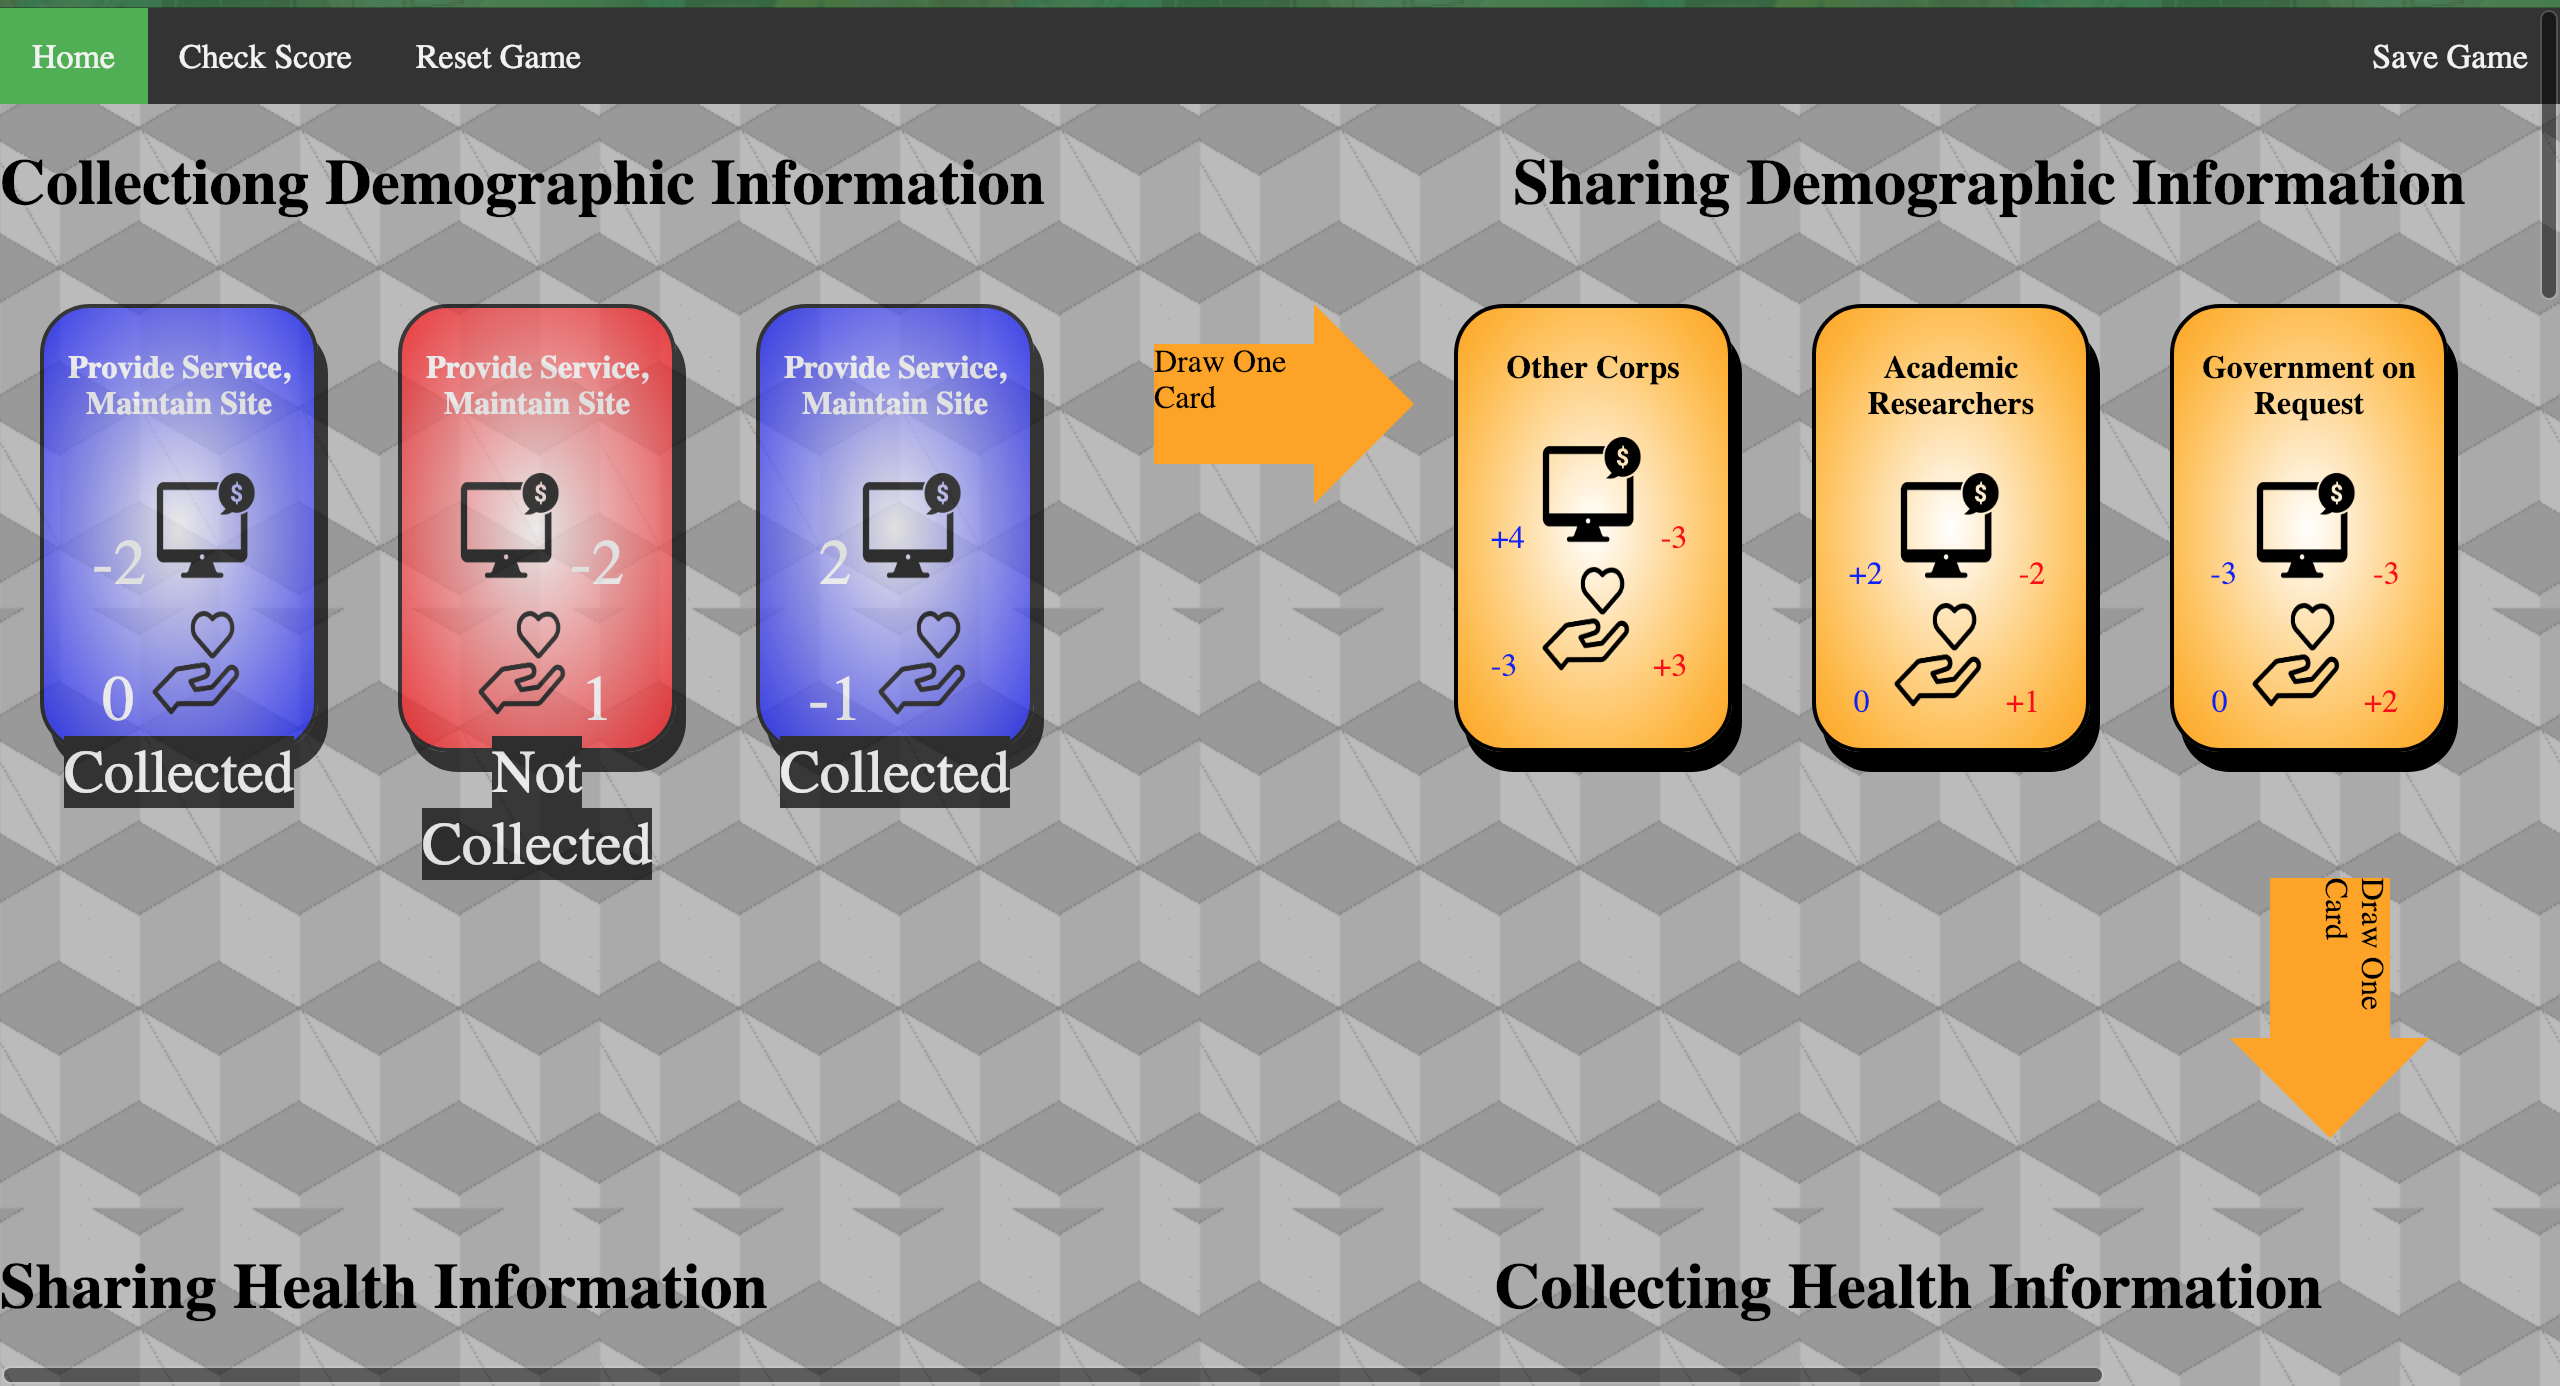 Home
Check Score
Reset Game
Save Game
Collectiong Demographic Information
Provide Service,
Maintain Site
$
-2
0
Collected
Provide Service,
Maintain Site
$
-2
1
Not
Collected
Provide Service,
Maintain Site
$
2
-1
Collected
Draw One
Card
Sharing Demographic Information
Other Corps
$
+4
-3
-3
+3
Academic
Researchers
$
+2
-2
0
+1
Government on
Request
$
-3
-3
0
+2
Draw One
Card
Sharing Health Information
Collecting Health Information